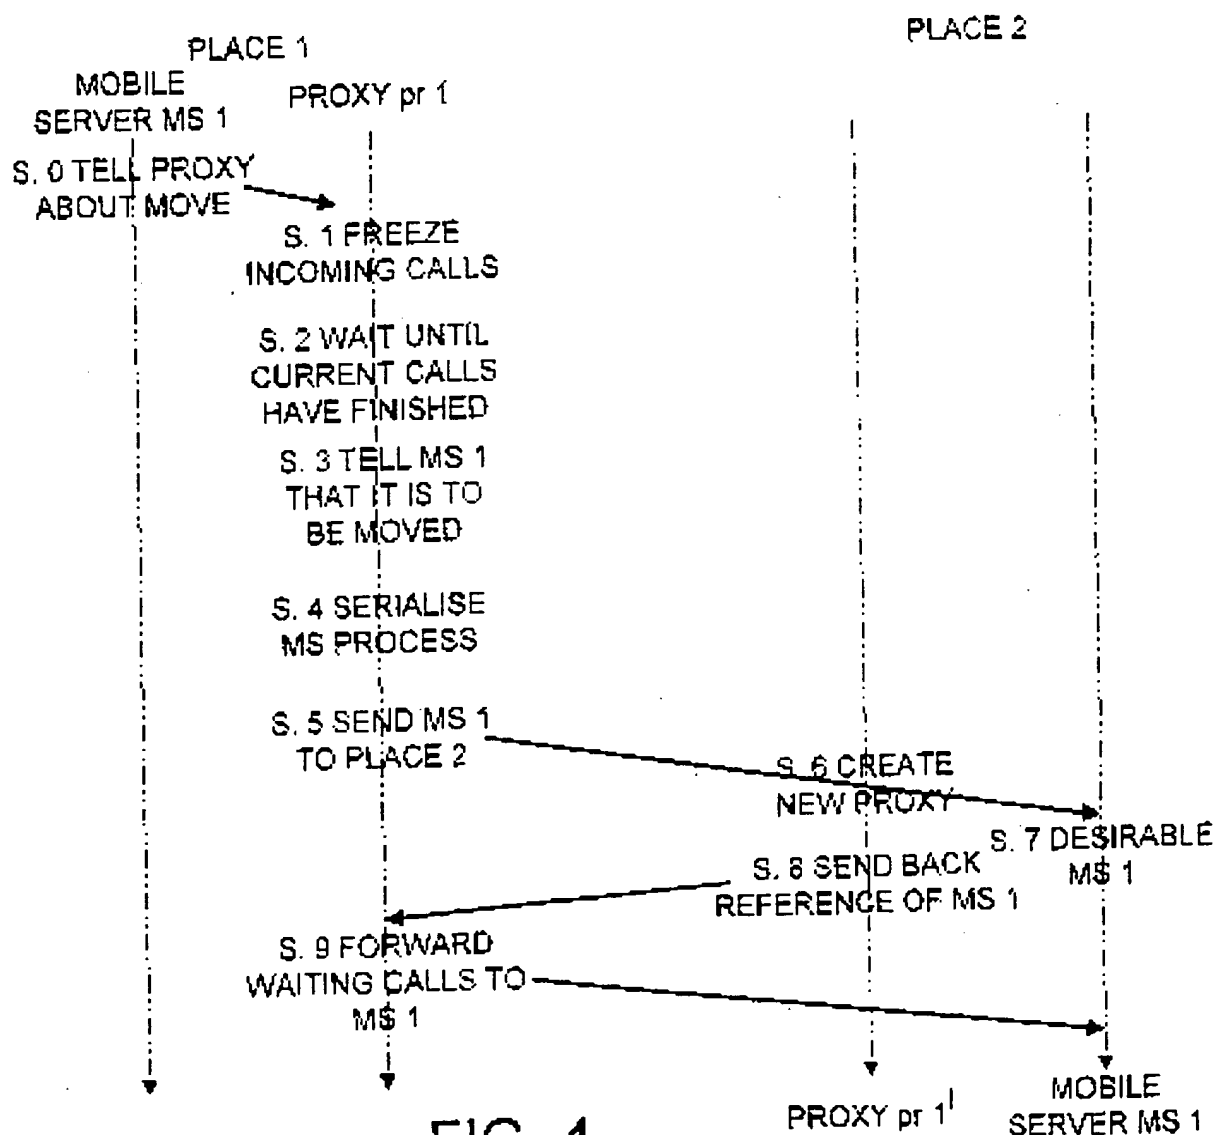 PLACE 1
PLACE 2
MOBILE
SERVER MS 1
PROXY pr 1
S. 0 TELL PROXY
ABOUT MOVE
S. 1 FREEZE
INCOMING CALLS
S. 2 WAIT UNTIL
CURRENT CALLS
HAVE FINISHED
S. 3 TELL MS 1
THAT IT IS TO
BE MOVED
S. 4 SERIALISE
MS PROCESS
S. 5 SEND MS 1
TO PLACE 2
S. 6 CREATE
NEW PROXY
S. 7 DESIRABLE
MS 1
S. 8 SEND BACK
REFERENCE OF MS 1
S. 9 FORWARD
WAITING CALLS TO
MS 1
PROXY pr 1'
MOBILE
SERVER MS 1